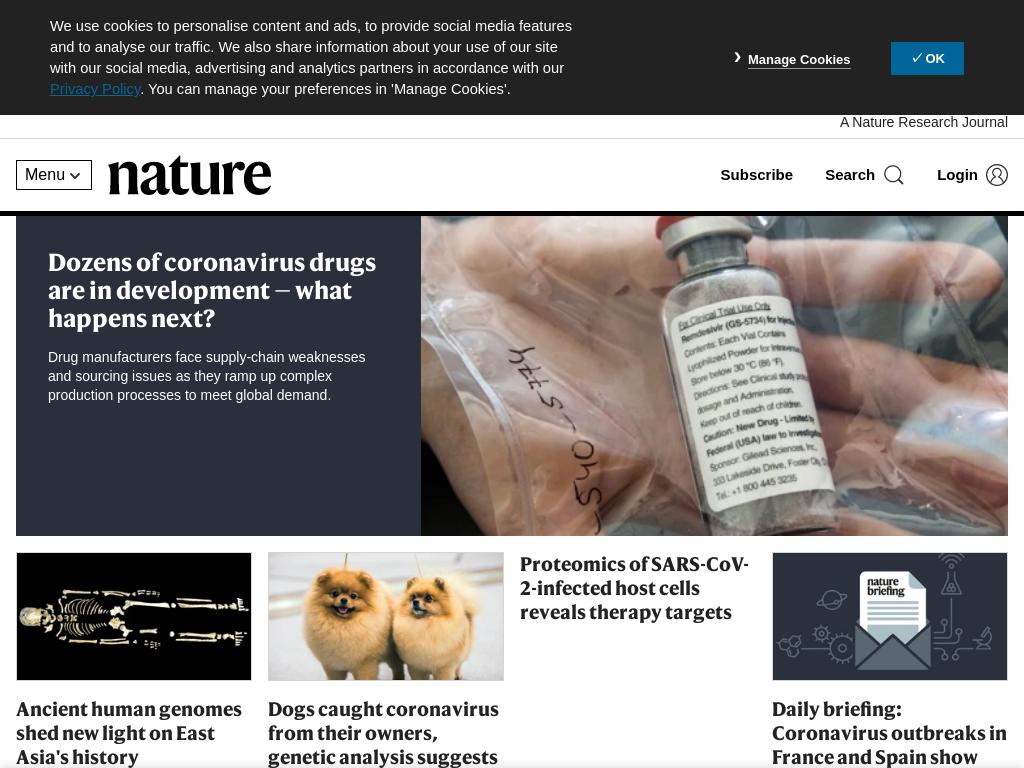 We use cookies to personalise content and ads, to provide social media features
and to analyse our traffic. We also share information about your use of our site
with our social media, advertising and analytics partners in accordance with our
Privacy Policy. You can manage your preferences in 'Manage Cookies'.
❯ Manage Cookies
✓OK
A Nature Research Journal
Menu
nature
Subscribe
Search
Login
Dozens of coronavirus drugs
are in development — what
happens next?
Drug manufacturers face supply-chain weaknesses
and sourcing issues as they ramp up complex
production processes to meet global demand.
For Clinical Trial Use Only
Remdesivir (GS-5734) for
Contents: Each Vial Contains
Lyophilized Powder for
Store below 30 °C (86 °F).
Directions: See Clinical study
dosage and Administration.
Keep out of reach of children.
Caution: New Drug - Limited by
Federal (USA) law to
Sponsor: Gilead Sciences, Inc.,
333 Lakeside Drive, Foster
Tel.: +1 800 445 3235
Ancient human genomes
shed new light on East
Asia's history
Dogs caught coronavirus
from their owners,
genetic analysis suggests
Proteomics of SARS-CoV-
2-infected host cells
reveals therapy targets
nature
briefing
Daily briefing:
Coronavirus outbreaks in
France and Spain show